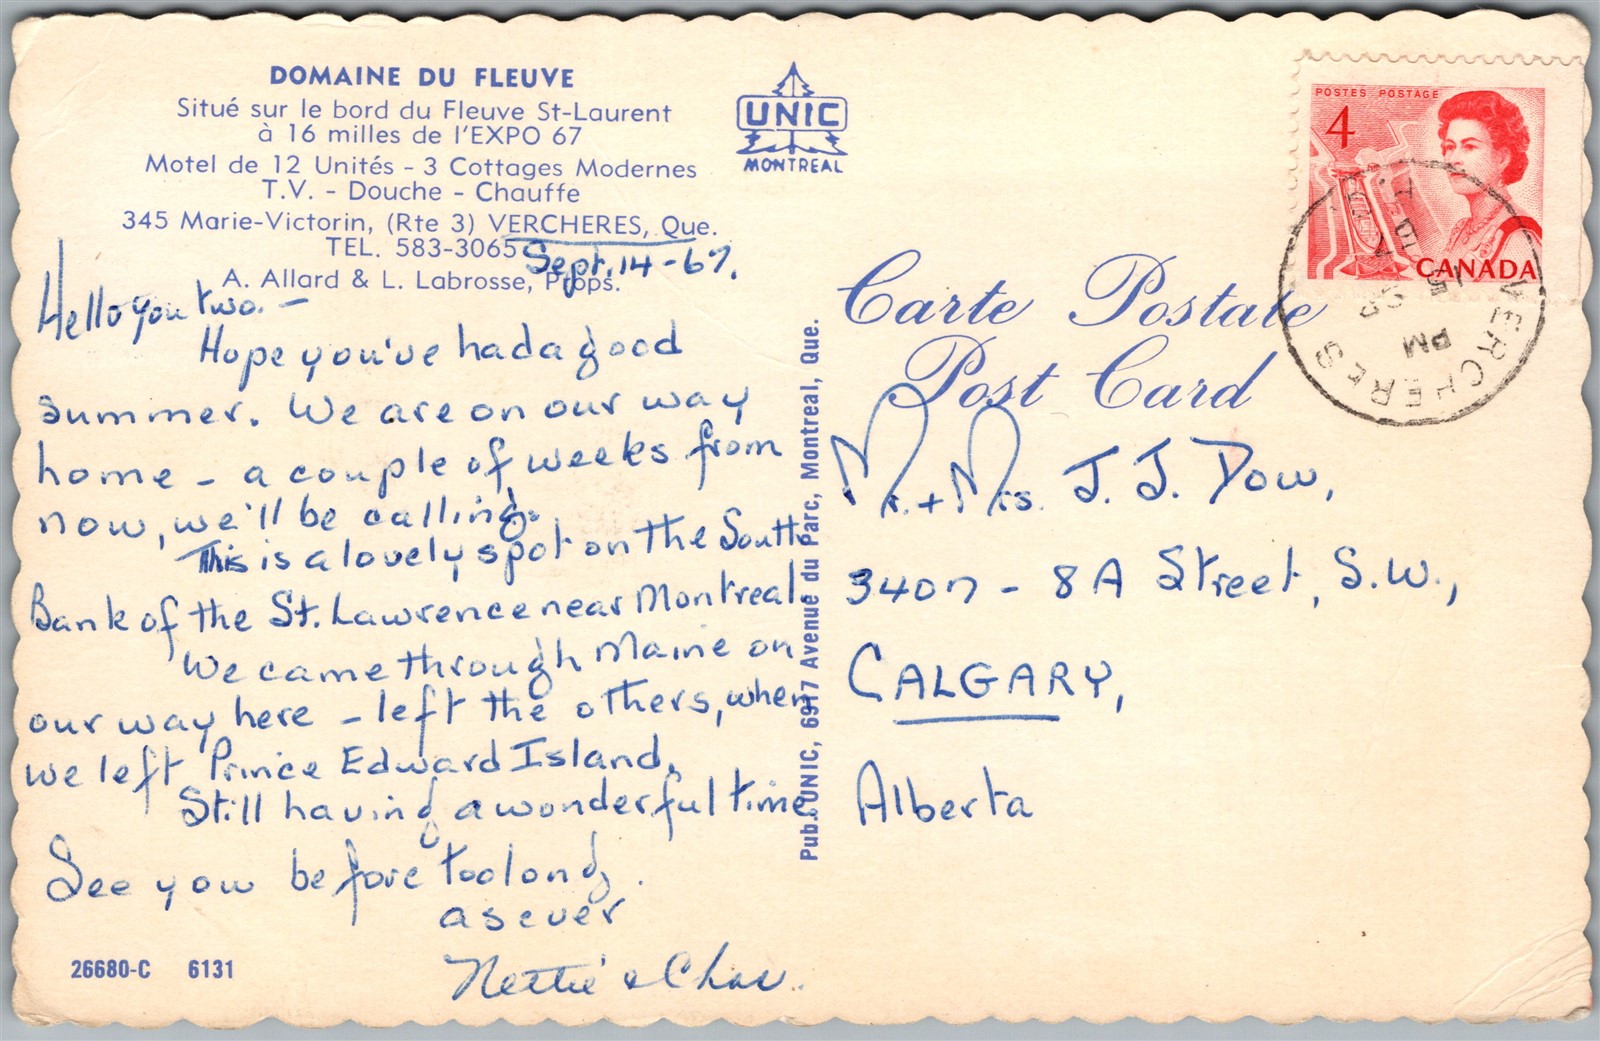 DOMAINE DU FLEUVE
Situé sur le bord du Fleuve St-Laurent
à 16 milles de l'EXPO 67
Motel de 12 Unités - 3 Cottages Modernes
T.V. - Douche - Chauffe
345 Marie-Victorin, (Rte 3) VERCHERES, Que.
TEL. 583-3065
A. Allard & L. Labrosse, Props.
UNIC
MONTREAL
Sept. 14-67.
Hello you two. –
Hope you've had a good
summer. We are on our way
home – a couple of weeks from
now, we'll be calling.
This is a lovely spot on the South
Bank of the St. Lawrence near Montreal
We came through Maine on
our way here – left the others, when
we left Prince Edward Island.
Still having a wonderful time
See you before too long.
as ever
Nettie & Chas.
26680-C 6131
Pub. UNIC, 6917 Avenue du Parc, Montreal, Que.
Carte Postale
Post Card
POSTES POSTAGE
4
CANADA
VERCHERES
PM
15
Mr. + Mrs. J. J. Dow,
3407 – 8A Street, S.W.,
CALGARY,
Alberta